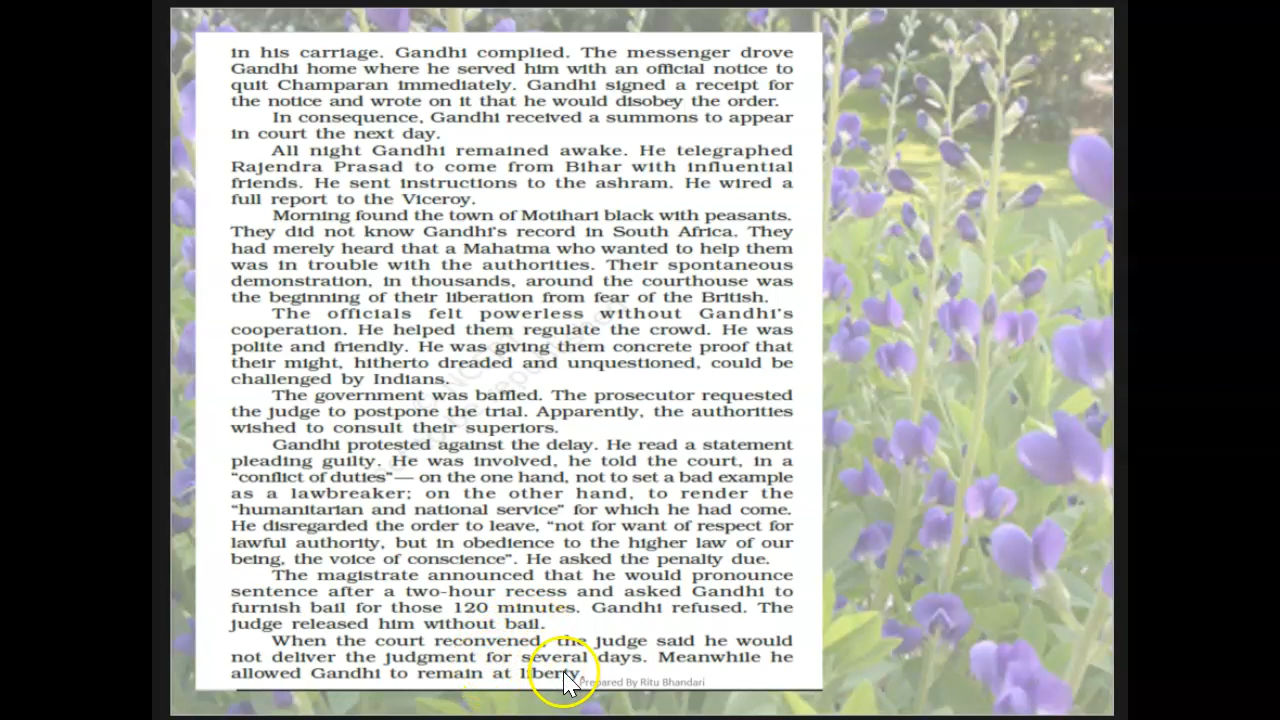 in his carriage. Gandhi complied. The messenger drove
Gandhi home where he served him with an official notice to
quit Champaran immediately. Gandhi signed a receipt for
the notice and wrote on it that he would disobey the order.
In consequence, Gandhi received a summons to appear
in court the next day.
All night Gandhi remained awake. He telegraphed
Rajendra Prasad to come from Bihar with influential
friends. He sent instructions to the ashram. He wired a
full report to the Viceroy.
Morning found the town of Motihari black with peasants.
They did not know Gandhi's record in South Africa. They
had merely heard that a Mahatma who wanted to help them
was in trouble with the authorities. Their spontaneous
demonstration, in thousands, around the courthouse was
the beginning of their liberation from fear of the British.
The officials felt powerless without Gandhi's
cooperation. He helped them regulate the crowd. He was
polite and friendly. He was giving them concrete proof that
their might, hitherto dreaded and unquestioned, could be
challenged by Indians.
The government was baffled. The prosecutor requested
the judge to postpone the trial. Apparently, the authorities
wished to consult their superiors.
Gandhi protested against the delay. He read a statement
pleading guilty. He was involved, he told the court, in a
“conflict of duties”— on the one hand, not to set a bad example
as a lawbreaker; on the other hand, to render the
“humanitarian and national service” for which he had come.
He disregarded the order to leave, “not for want of respect for
lawful authority, but in obedience to the higher law of our
being, the voice of conscience”. He asked the penalty due.
The magistrate announced that he would pronounce
sentence after a two-hour recess and asked Gandhi to
furnish bail for those 120 minutes. Gandhi refused. The
judge released him without bail.
When the court reconvened, the judge said he would
not deliver the judgment for several days. Meanwhile he
allowed Gandhi to remain at liberty.
Prepared By Ritu Bhandari